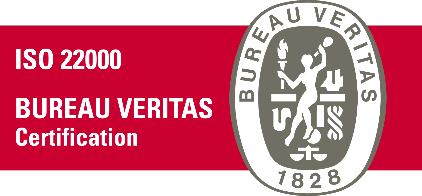 ISO 22000
BUREAU VERITAS
Certification
BUREAU VERITAS
1828